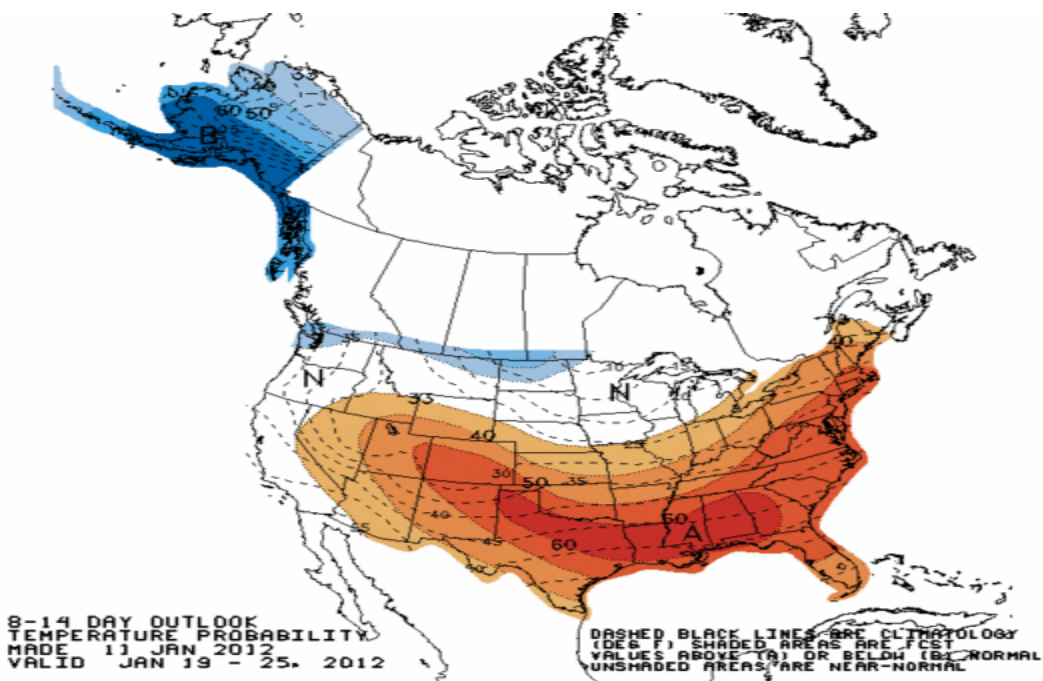 60 50
B
N
N
33
40
40
25
30
50
35
40
45
60
60
A
8-14 DAY OUTLOOK
TEMPERATURE PROBABILITY
MADE 11 JAN 2012
VALID JAN 19 - 25, 2012
DASHED BLACK LINES ARE CLIMATOLOGY
(DEG F) SHADED AREAS ARE FCST
VALUES ABOVE (A) OR BELOW (B) NORMAL
UNSHADED AREAS ARE NEAR-NORMAL